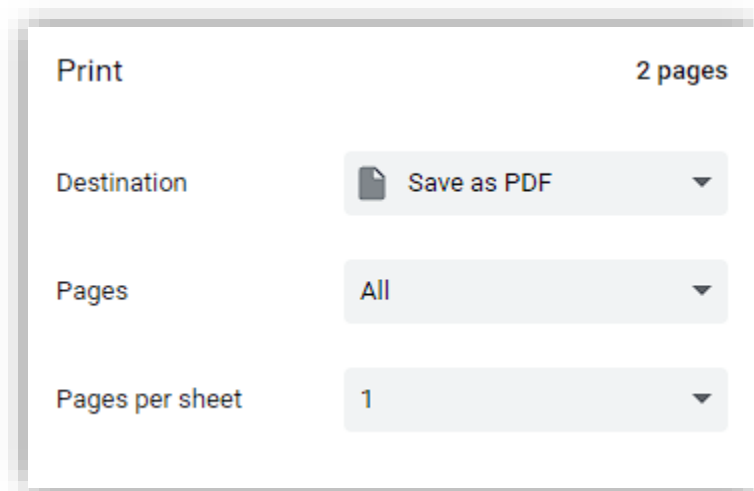 Print 2 pages
Destination Save as PDF
Pages All
Pages per sheet 1